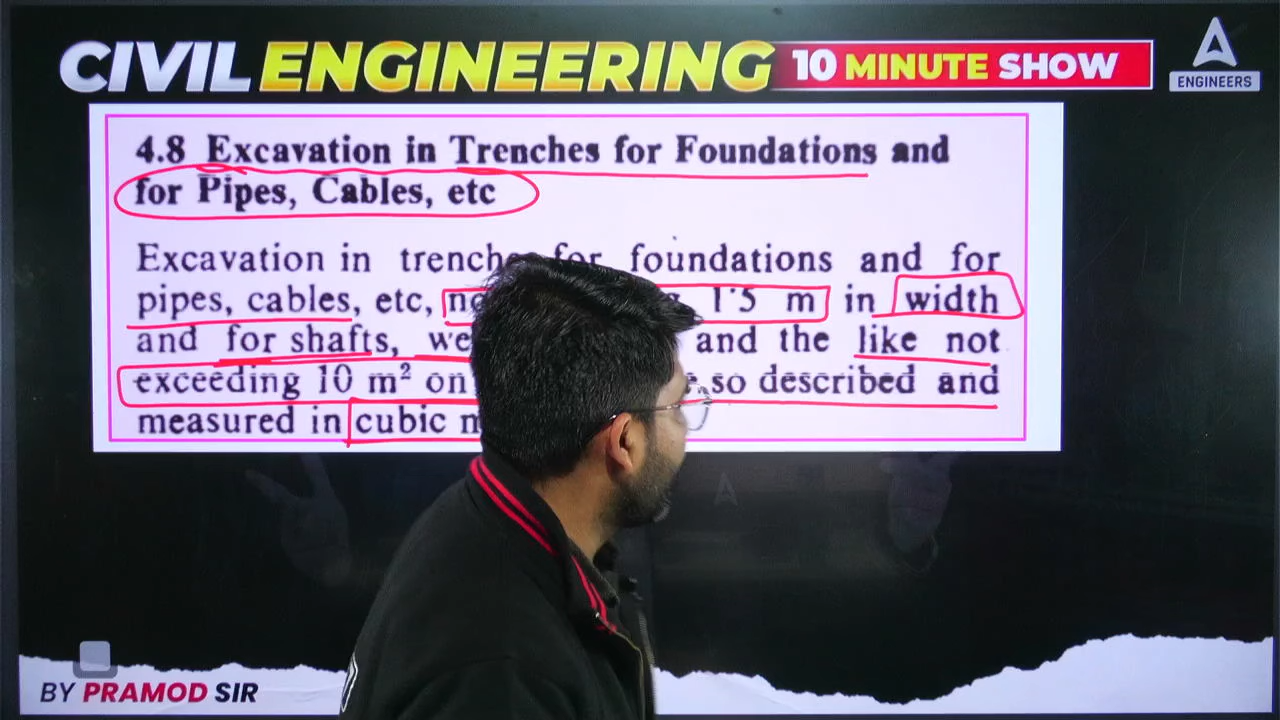 CIVIL ENGINEERING 10 MINUTE SHOW
ENGINEERS
4.8 Excavation in Trenches for Foundations and
for Pipes, Cables, etc
Excavation in for foundations and for
pipes, cables, etc, 1·5 m in width
and for shafts, and the like not
exceeding 10 m² on so described and
measured in cubic
BY PRAMOD SIR